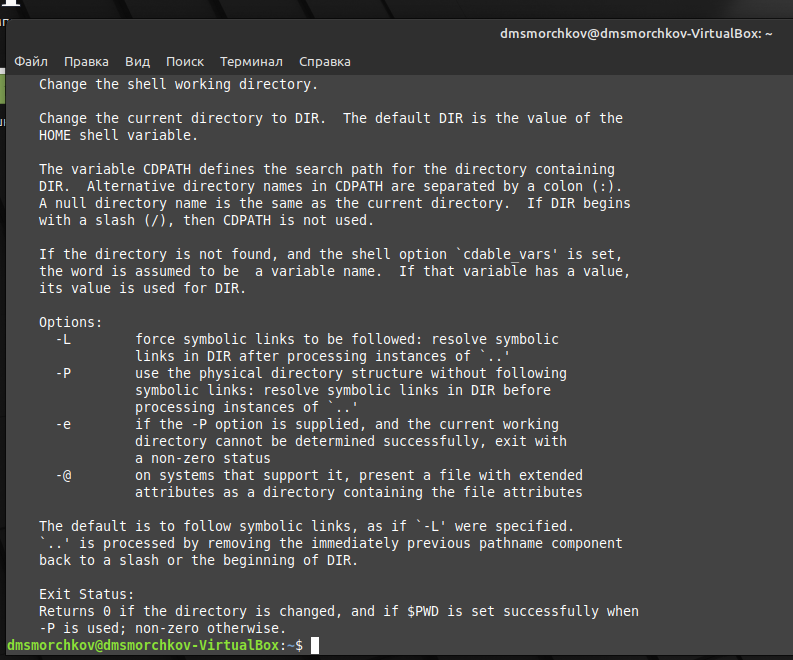 dmsmorchkov@dmsmorchkov-VirtualBox: ~
Файл Правка Вид Поиск Терминал Справка
Change the shell working directory.
Change the current directory to DIR.  The default DIR is the value of the
HOME shell variable.
The variable CDPATH defines the search path for the directory containing
DIR.  Alternative directory names in CDPATH are separated by a colon (:).
A null directory name is the same as the current directory.  If DIR begins
with a slash (/), then CDPATH is not used.
If the directory is not found, and the shell option `cdable_vars' is set,
the word is assumed to be  a variable name.  If that variable has a value,
its value is used for DIR.
Options:
-L        force symbolic links to be followed: resolve symbolic
links in DIR after processing instances of `..'
-P        use the physical directory structure without following
symbolic links: resolve symbolic links in DIR before
processing instances of `..'
-e        if the -P option is supplied, and the current working
directory cannot be determined successfully, exit with
a non-zero status
-@        on systems that support it, present a file with extended
attributes as a directory containing the file attributes
The default is to follow symbolic links, as if `-L' were specified.
`..' is processed by removing the immediately previous pathname component
back to a slash or the beginning of DIR.
Exit Status:
Returns 0 if the directory is changed, and if $PWD is set successfully when
-P is used; non-zero otherwise.
dmsmorchkov@dmsmorchkov-VirtualBox:~$